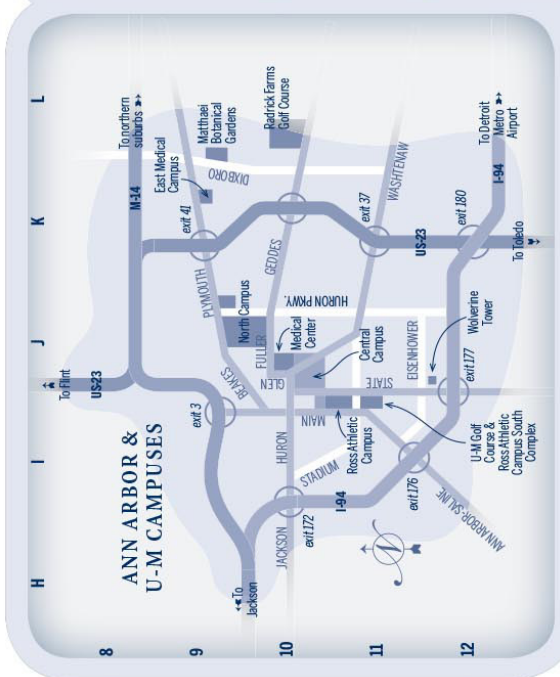 ANN ARBOR &
U-M CAMPUSES
H
I
J
K
L
8
9
10
11
12
To Flint
US-23
M-14
To northern
suburbs
exit 3
exit 41
East Medical
Campus
Matthaei
Botanical
Gardens
Radrick Farms
Golf Course
DIXBORO
PLYMOUTH
GEDDES
North Campus
BEAKES
FULLER
Medical
Center
GLEN
HURON PKWY.
WASHTENAW
exit 37
To
Jackson
JACKSON
HURON
exit 172
MAIN
Central
Campus
STADIUM
Ross Athletic
Campus
STATE
EISENHOWER
I-94
exit 176
U-M Golf
Course &
Ross Athletic
Campus South
Complex
exit 177
Wolverine
Tower
US-23
exit 180
I-94
To Detroit
Metro
Airport
To Toledo
ANN ARBOR-SALINE
N